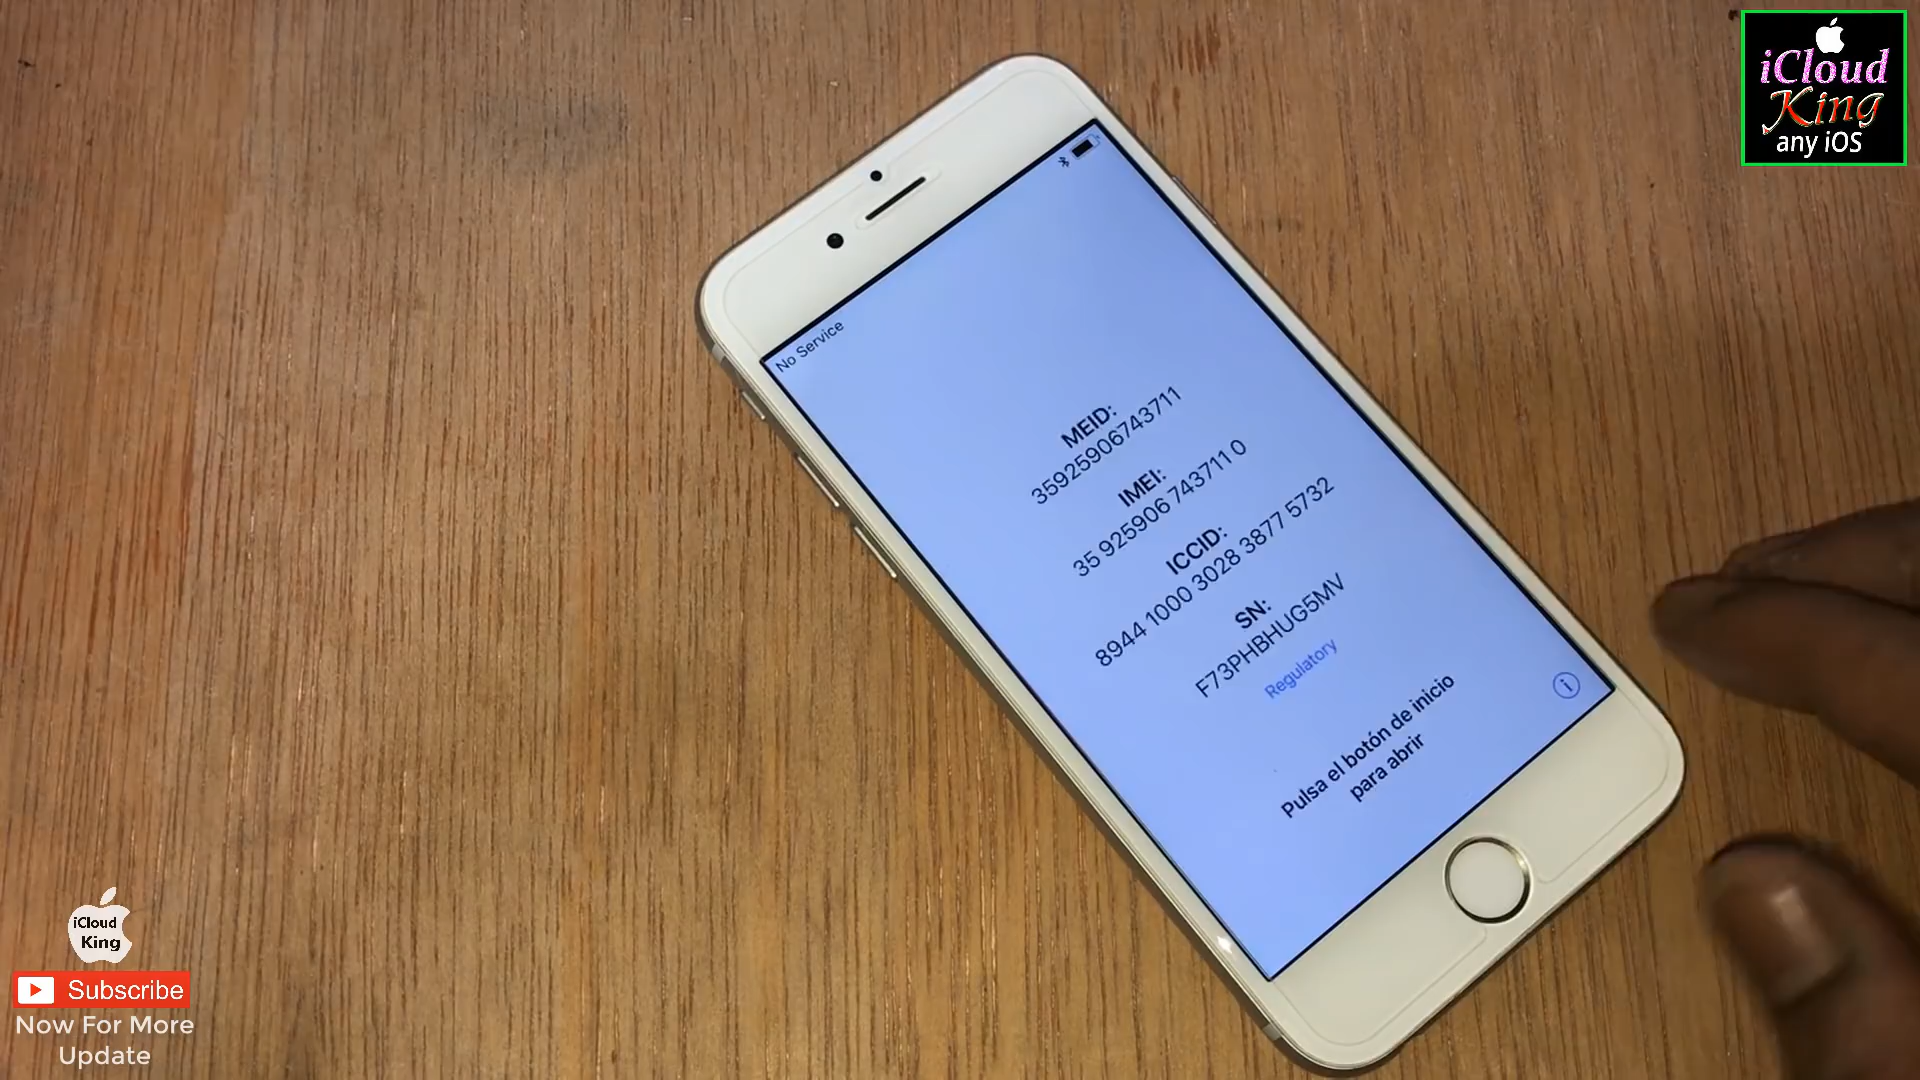 iCloud
King
any iOS
No Service
MEID:
35925906743711
IMEI:
35 925906 743711 0
ICCID:
8944 1000 3028 3877 5732
SN:
F73PHBHUG5MV
Regulatory
Pulsa el botón de inicio
para abrir
iCloud
King
Subscribe
Now For More
Update